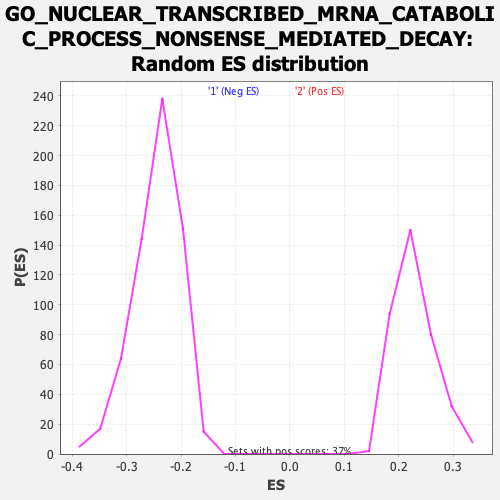 GO_NUCLEAR_TRANSCRIBED_MRNA_CATABOLI
C_PROCESS_NONSENSE_MEDIATED_DECAY:
Random ES distribution
'1' (Neg ES) '2' (Pos ES)
240
220
200
180
160
140
120
100
80
60
40
20
0
P(ES)
Sets with pos scores: 37%
-0.4 -0.3 -0.2 -0.1 0.0 0.1 0.2 0.3
ES